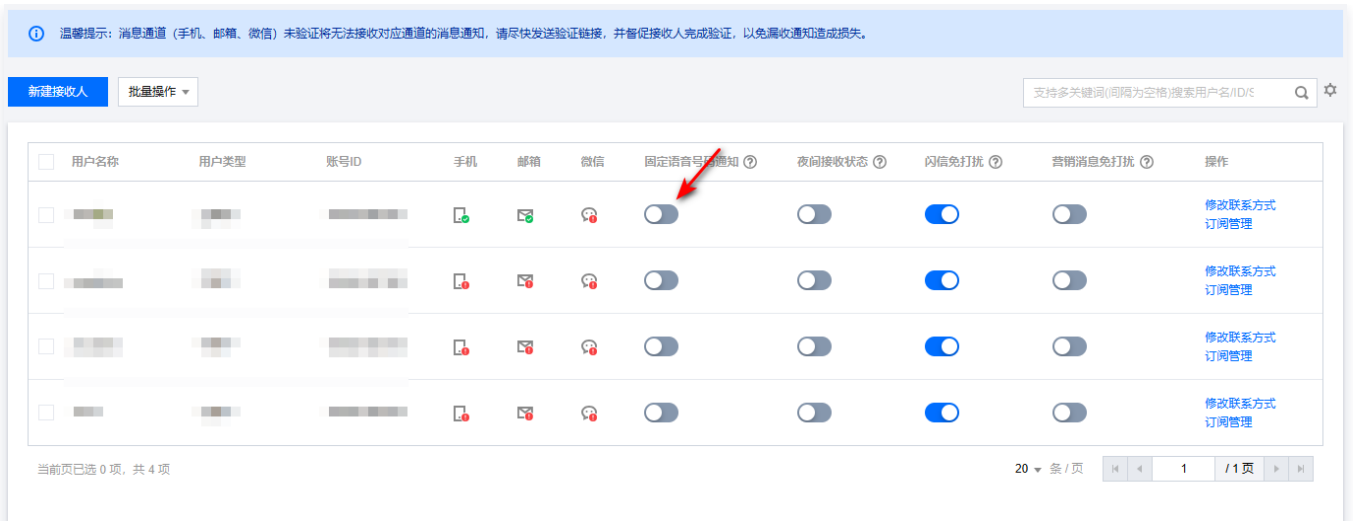 温馨提示：消息通道（手机、邮箱、微信）未验证将无法接收对应通道的消息通知，请尽快发送验证链接，并督促接收人完成验证，以免漏收通知造成损失。
新建接收人 批量操作 支持多关键词(间隔为空格)搜索用户名/ID/S
用户名称 用户类型 账号ID 手机 邮箱 微信 固定语音号码通知 夜间接收状态 闪信免打扰 营销消息免打扰 操作
修改联系方式
订阅管理
修改联系方式
订阅管理
修改联系方式
订阅管理
修改联系方式
订阅管理
当前页已选 0 项，共 4 项 20 条 / 页 1 / 1 页